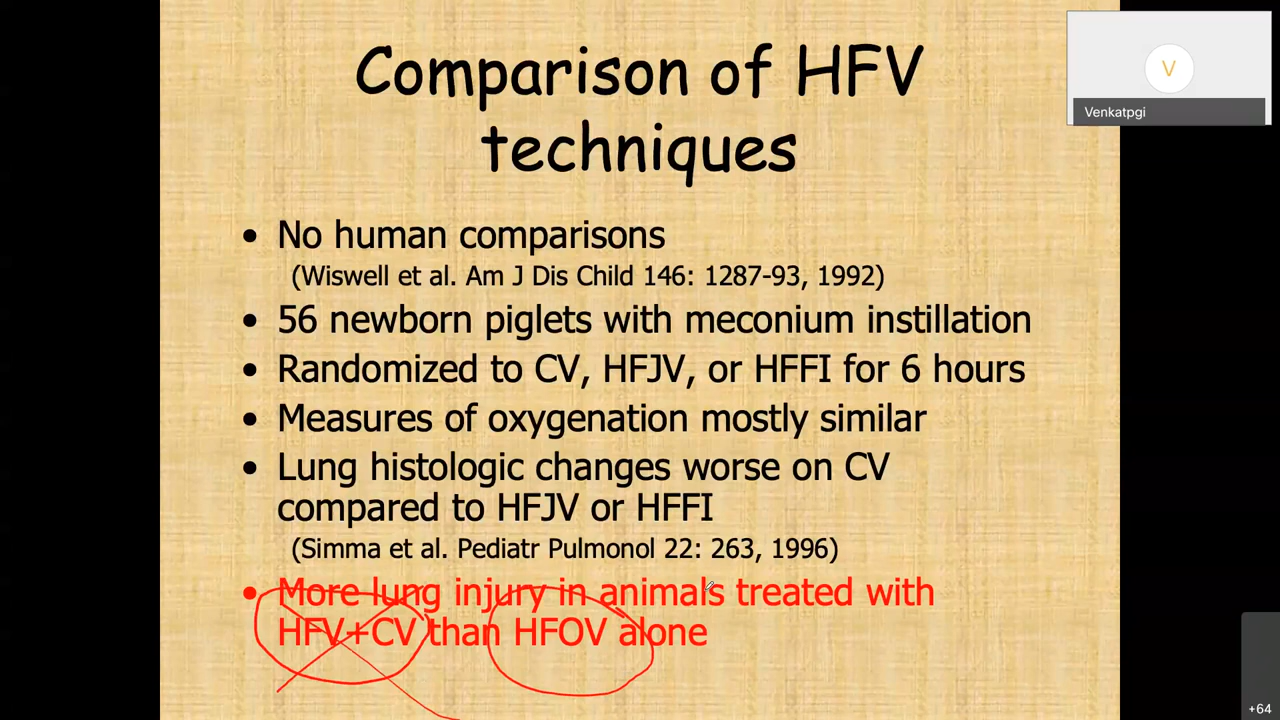 Comparison of HFV
techniques
V
Venkatpgi
• No human comparisons
(Wiswell et al. Am J Dis Child 146: 1287-93, 1992)
• 56 newborn piglets with meconium instillation
• Randomized to CV, HFJV, or HFFI for 6 hours
• Measures of oxygenation mostly similar
• Lung histologic changes worse on CV
compared to HFJV or HFFI
(Simma et al. Pediatr Pulmonol 22: 263, 1996)
• More lung injury in animals treated with
HFV+CV than HFOV alone
+64